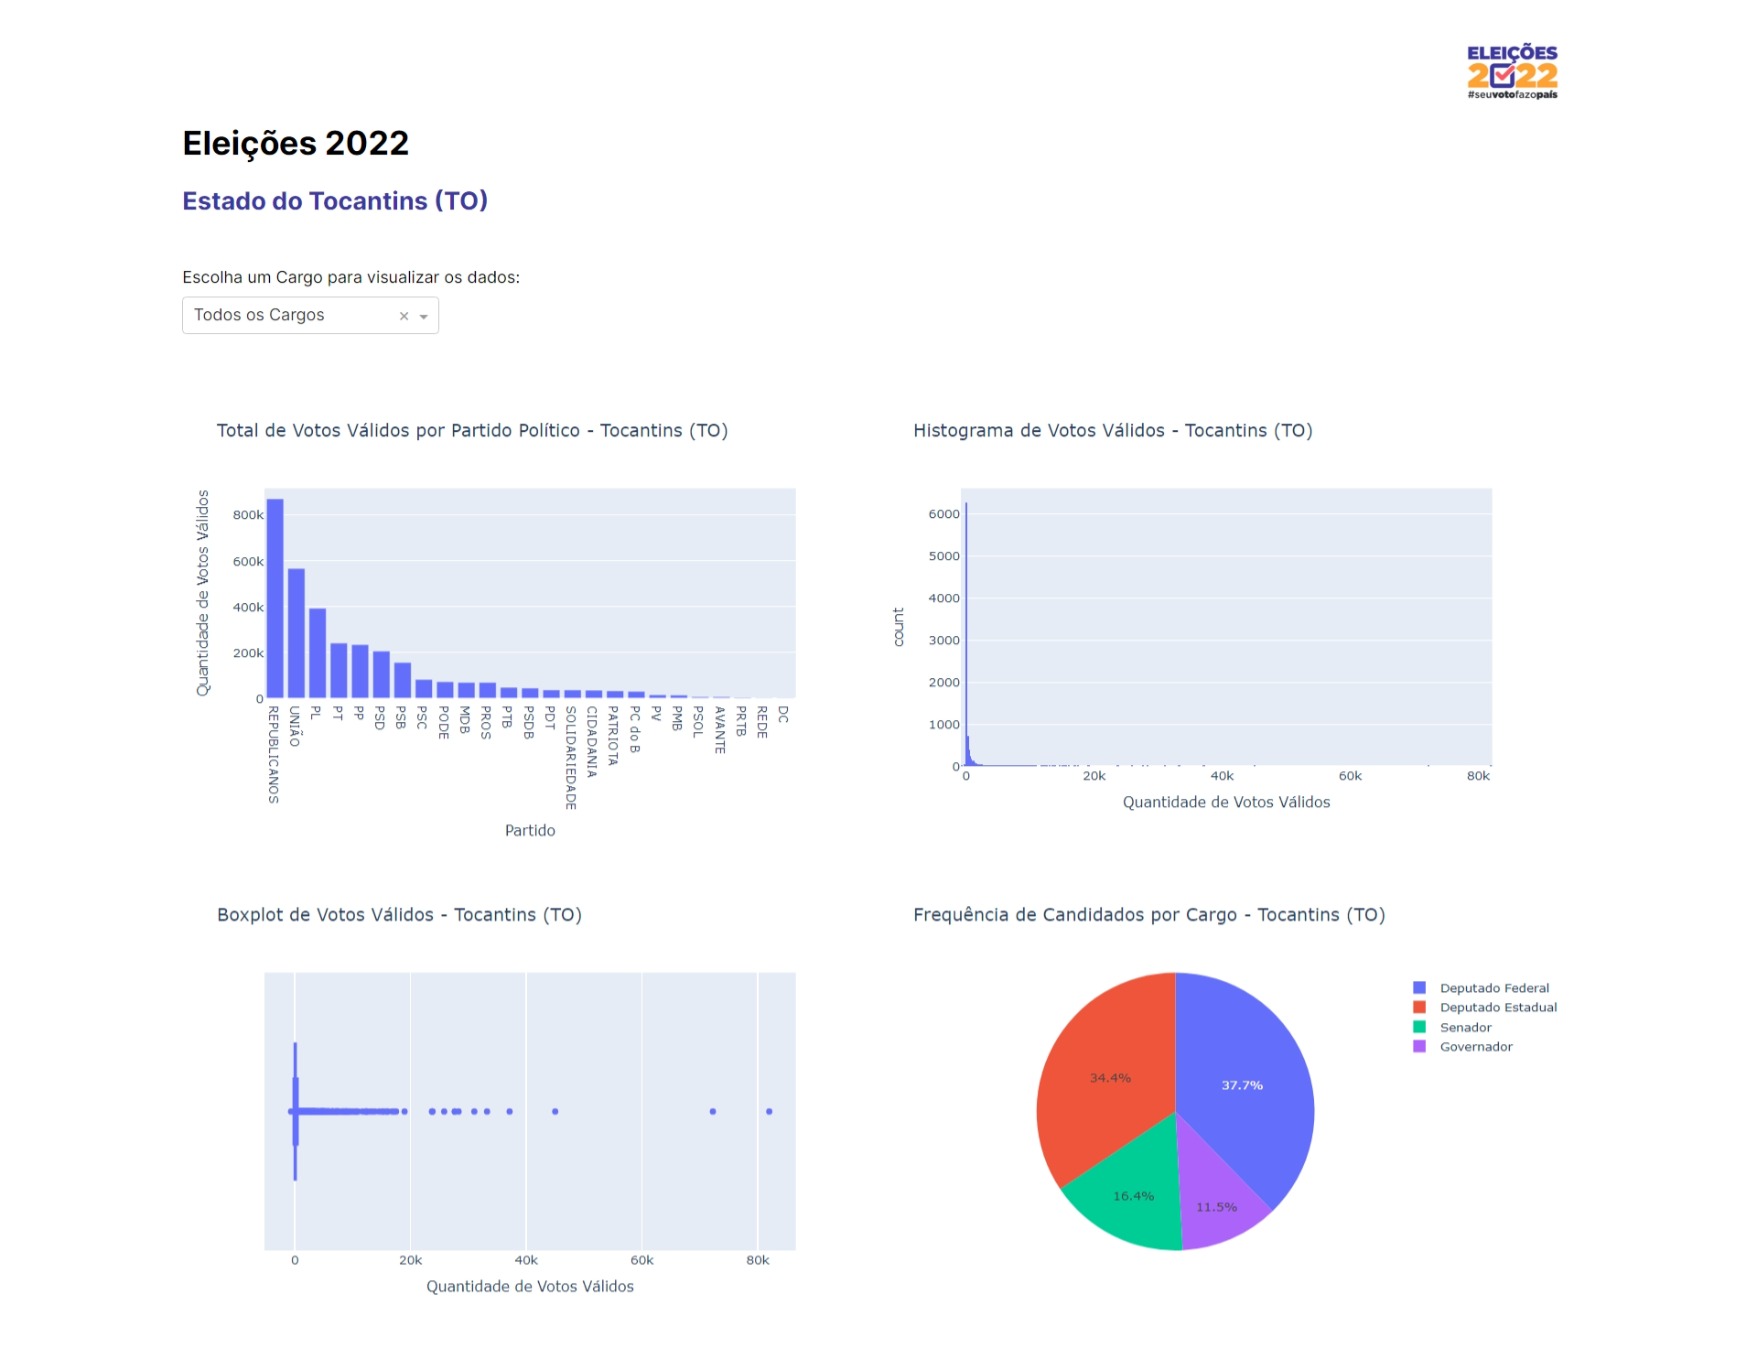 ELEIÇÕES
2022
#seuvotofazopaís
Eleições 2022
Estado do Tocantins (TO)
Escolha um Cargo para visualizar os dados:
Todos os Cargos × 
Total de Votos Válidos por Partido Político - Tocantins (TO)
Quantidade de Votos Válidos
800k
600k
400k
200k
0
REPUBLICANOS
UNIÃO
PL
PT
PP
PSD
PSB
PSC
PODE
MDB
PROS
PTB
PSDB
PDT
SOLIDARIEDADE
CIDADANIA
PATRIOTA
PC do B
PV
PMB
PSOL
AVANTE
PRTB
REDE
DC
Partido
Histograma de Votos Válidos - Tocantins (TO)
count
6000
5000
4000
3000
2000
1000
0
0 20k 40k 60k 80k
Quantidade de Votos Válidos
Boxplot de Votos Válidos - Tocantins (TO)
0 20k 40k 60k 80k
Quantidade de Votos Válidos
Frequência de Candidados por Cargo - Tocantins (TO)
34.4%
37.7%
16.4%
11.5%
Deputado Federal
Deputado Estadual
Senador
Governador